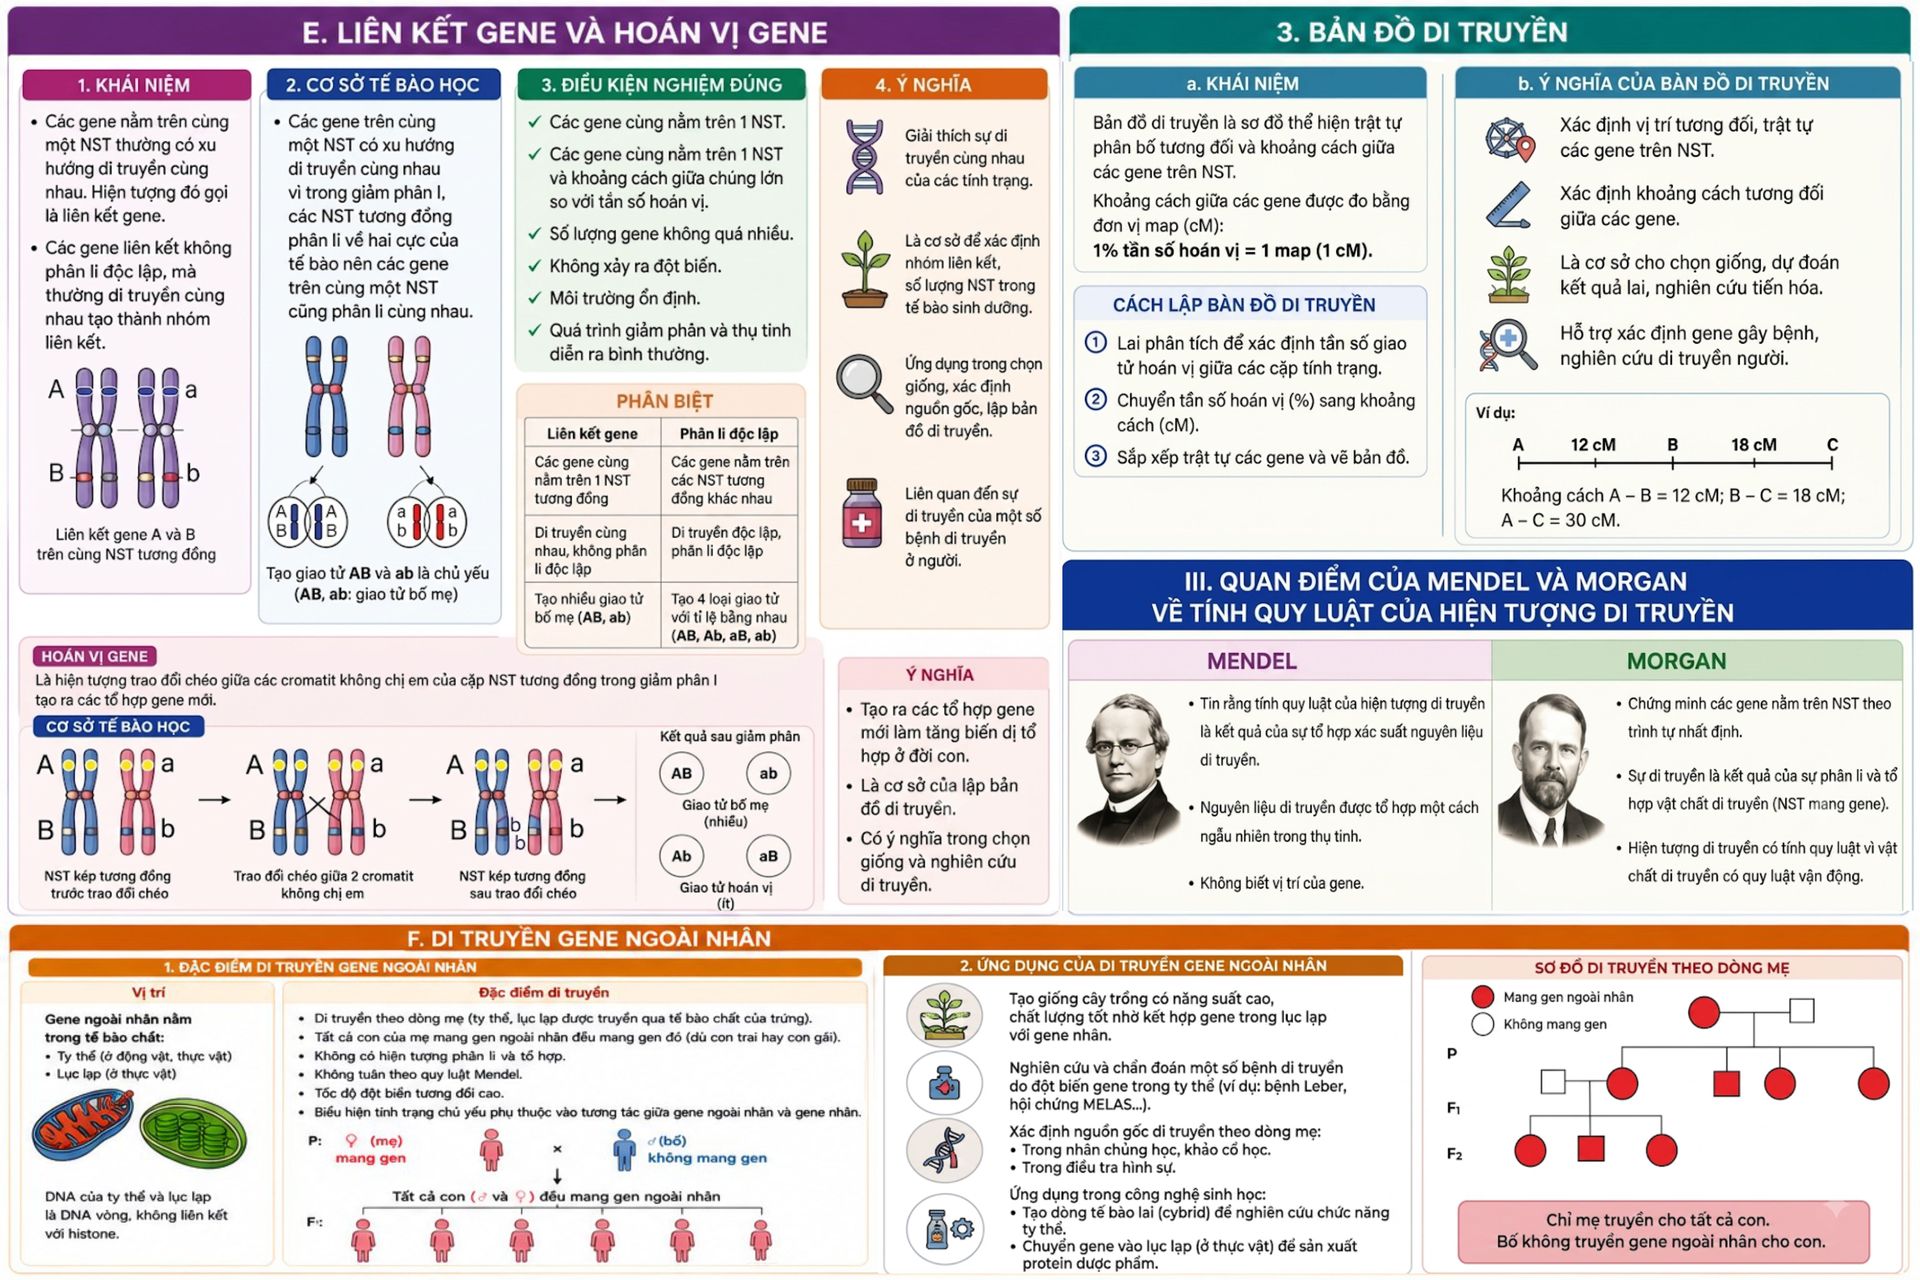 E. LIÊN KẾT GENE VÀ HOÁN VỊ GENE
1. KHÁI NIỆM
• Các gene nằm trên cùng
một NST thường có xu
hướng di truyền cùng
nhau. Hiện tượng đó gọi
là liên kết gene.
• Các gene liên kết không
phân li độc lập, mà
thường di truyền cùng
nhau tạo thành nhóm
liên kết.
A a
B b
Liên kết gene A và B
trên cùng NST tương đồng
2. CƠ SỞ TẾ BÀO HỌC
• Các gene trên cùng
một NST có xu hướng
di truyền cùng nhau
vì trong giảm phân I,
các NST tương đồng
phân li về hai cực của
tế bào nên các gene
trên cùng một NST
cũng phân li cùng nhau.
A A a a
B B b b
Tạo giao tử AB và ab là chủ yếu
(AB, ab: giao tử bố mẹ)
3. ĐIỀU KIỆN NGHIỆM ĐÚNG
✓ Các gene cùng nằm trên 1 NST.
✓ Các gene cùng nằm trên 1 NST
và khoảng cách giữa chúng lớn
so với tần số hoán vị.
✓ Số lượng gene không quá nhiều.
✓ Không xảy ra đột biến.
✓ Môi trường ổn định.
✓ Quá trình giảm phân và thụ tinh
diễn ra bình thường.
PHÂN BIỆT
Liên kết gene
Phân li độc lập
Các gene cùng
nằm trên 1 NST
tương đồng
Các gene nằm trên
các NST tương
đồng khác nhau
Di truyền cùng
nhau, không phân
li độc lập
Di truyền độc lập,
phân li độc lập
Tạo nhiều giao tử
bố mẹ (AB, ab)
Tạo 4 loại giao tử
với tỉ lệ bằng nhau
(AB, Ab, aB, ab)
4. Ý NGHĨA
Giải thích sự di
truyền cùng nhau
của các tính trạng.
Là cơ sở để xác định
nhóm liên kết,
số lượng NST trong
tế bào sinh dưỡng.
Ứng dụng trong chọn
giống, xác định
nguồn gốc, lập bản
đồ di truyền.
Liên quan đến sự
di truyền của một số
bệnh di truyền
ở người.
HOÁN VỊ GENE
Là hiện tượng trao đổi chéo giữa các cromatit không chị em của cặp NST tương đồng trong giảm phân I
tạo ra các tổ hợp gene mới.
CƠ SỞ TẾ BÀO HỌC
A a
B b
NST kép tương đồng
trước trao đổi chéo
A a
B b
Trao đổi chéo giữa 2 cromatit
không chị em
A a
B b b
b
NST kép tương đồng
sau trao đổi chéo
Kết quả sau giảm phân
AB ab
Giao tử bố mẹ
(nhiều)
Ab aB
Giao tử hoán vị
(ít)
Ý NGHĨA
• Tạo ra các tổ hợp gene
mới làm tăng biến dị tổ
hợp ở đời con.
• Là cơ sở của lập bản
đồ di truyền.
• Có ý nghĩa trong chọn
giống và nghiên cứu
di truyền.
3. BẢN ĐỒ DI TRUYỀN
a. KHÁI NIỆM
Bản đồ di truyền là sơ đồ thể hiện trật tự
phân bố tương đối và khoảng cách giữa
các gene trên NST.
Khoảng cách giữa các gene được đo bằng
đơn vị map (cM):
1% tần số hoán vị = 1 map (1 cM).
CÁCH LẬP BẢN ĐỒ DI TRUYỀN
1 Lai phân tích để xác định tần số giao
tử hoán vị giữa các cặp tính trạng.
2 Chuyển tần số hoán vị (%) sang khoảng
cách (cM).
3 Sắp xếp trật tự các gene và vẽ bản đồ.
b. Ý NGHĨA CỦA BÀN ĐỒ DI TRUYỀN
Xác định vị trí tương đối, trật tự
các gene trên NST.
Xác định khoảng cách tương đối
giữa các gene.
Là cơ sở cho chọn giống, dự đoán
kết quả lai, nghiên cứu tiến hóa.
Hỗ trợ xác định gene gây bệnh,
nghiên cứu di truyền người.
Ví dụ:
A 12 cM B 18 cM C
Khoảng cách A – B = 12 cM; B – C = 18 cM;
A – C = 30 cM.
III. QUAN ĐIỂM CỦA MENDEL VÀ MORGAN
VỀ TÍNH QUY LUẬT CỦA HIỆN TƯỢNG DI TRUYỀN
MENDEL
• Tin rằng tính quy luật của hiện tượng di truyền
là kết quả của sự tổ hợp xác suất nguyên liệu
di truyền.
• Nguyên liệu di truyền được tổ hợp một cách
ngẫu nhiên trong thụ tinh.
• Không biết vị trí của gene.
MORGAN
• Chứng minh các gene nằm trên NST theo
trình tự nhất định.
• Sự di truyền là kết quả của sự phân li và tổ
hợp vật chất di truyền (NST mang gene).
• Hiện tượng di truyền có tính quy luật vì vật
chất di truyền có quy luật vận động.
F. DI TRUYỀN GENE NGOÀI NHÂN
1. ĐẶC ĐIỂM DI TRUYỀN GENE NGOÀI NHÂN
Vị trí
Gene ngoài nhân nằm
trong tế bào chất:
• Ty thể (ở động vật, thực vật)
• Lục lạp (ở thực vật)
DNA của ty thể và lục lạp
là DNA vòng, không liên kết
với histone.
Đặc điểm di truyền
• Di truyền theo dòng mẹ (ty thể, lục lạp được truyền qua tế bào chất của trứng).
• Tất cả con của mẹ mang gen ngoài nhân đều mang gen đó (dù con trai hay con gái).
• Không có hiện tượng phân li và tổ hợp.
• Không tuân theo quy luật Mendel.
• Tốc độ đột biến tương đối cao.
• Biểu hiện tính trạng chủ yếu phụ thuộc vào tương tác giữa gene ngoài nhân và gene nhân.
P: ♀ (mẹ) × ♂ (bố)
mang gen không mang gen
Tất cả con (♂ và ♀) đều mang gen ngoài nhân
F₁:
2. ỨNG DỤNG CỦA DI TRUYỀN GENE NGOÀI NHÂN
Tạo giống cây trồng có năng suất cao,
chất lượng tốt nhờ kết hợp gene trong lục lạp
với gene nhân.
Nghiên cứu và chẩn đoán một số bệnh di truyền
do đột biến gene trong ty thể (ví dụ: bệnh Leber,
hội chứng MELAS...).
Xác định nguồn gốc di truyền theo dòng mẹ:
• Trong nhân chủng học, khảo cổ học.
• Trong điều tra hình sự.
Ứng dụng trong công nghệ sinh học:
• Tạo dòng tế bào lai (cybrid) để nghiên cứu chức năng
ty thể.
• Chuyển gene vào lục lạp (ở thực vật) để sản xuất
protein dược phẩm.
SƠ ĐỒ DI TRUYỀN THEO DÒNG MẸ
Mang gen ngoài nhân
Không mang gen
P
F₁
F₂
Chỉ mẹ truyền cho tất cả con.
Bố không truyền gene ngoài nhân cho con.